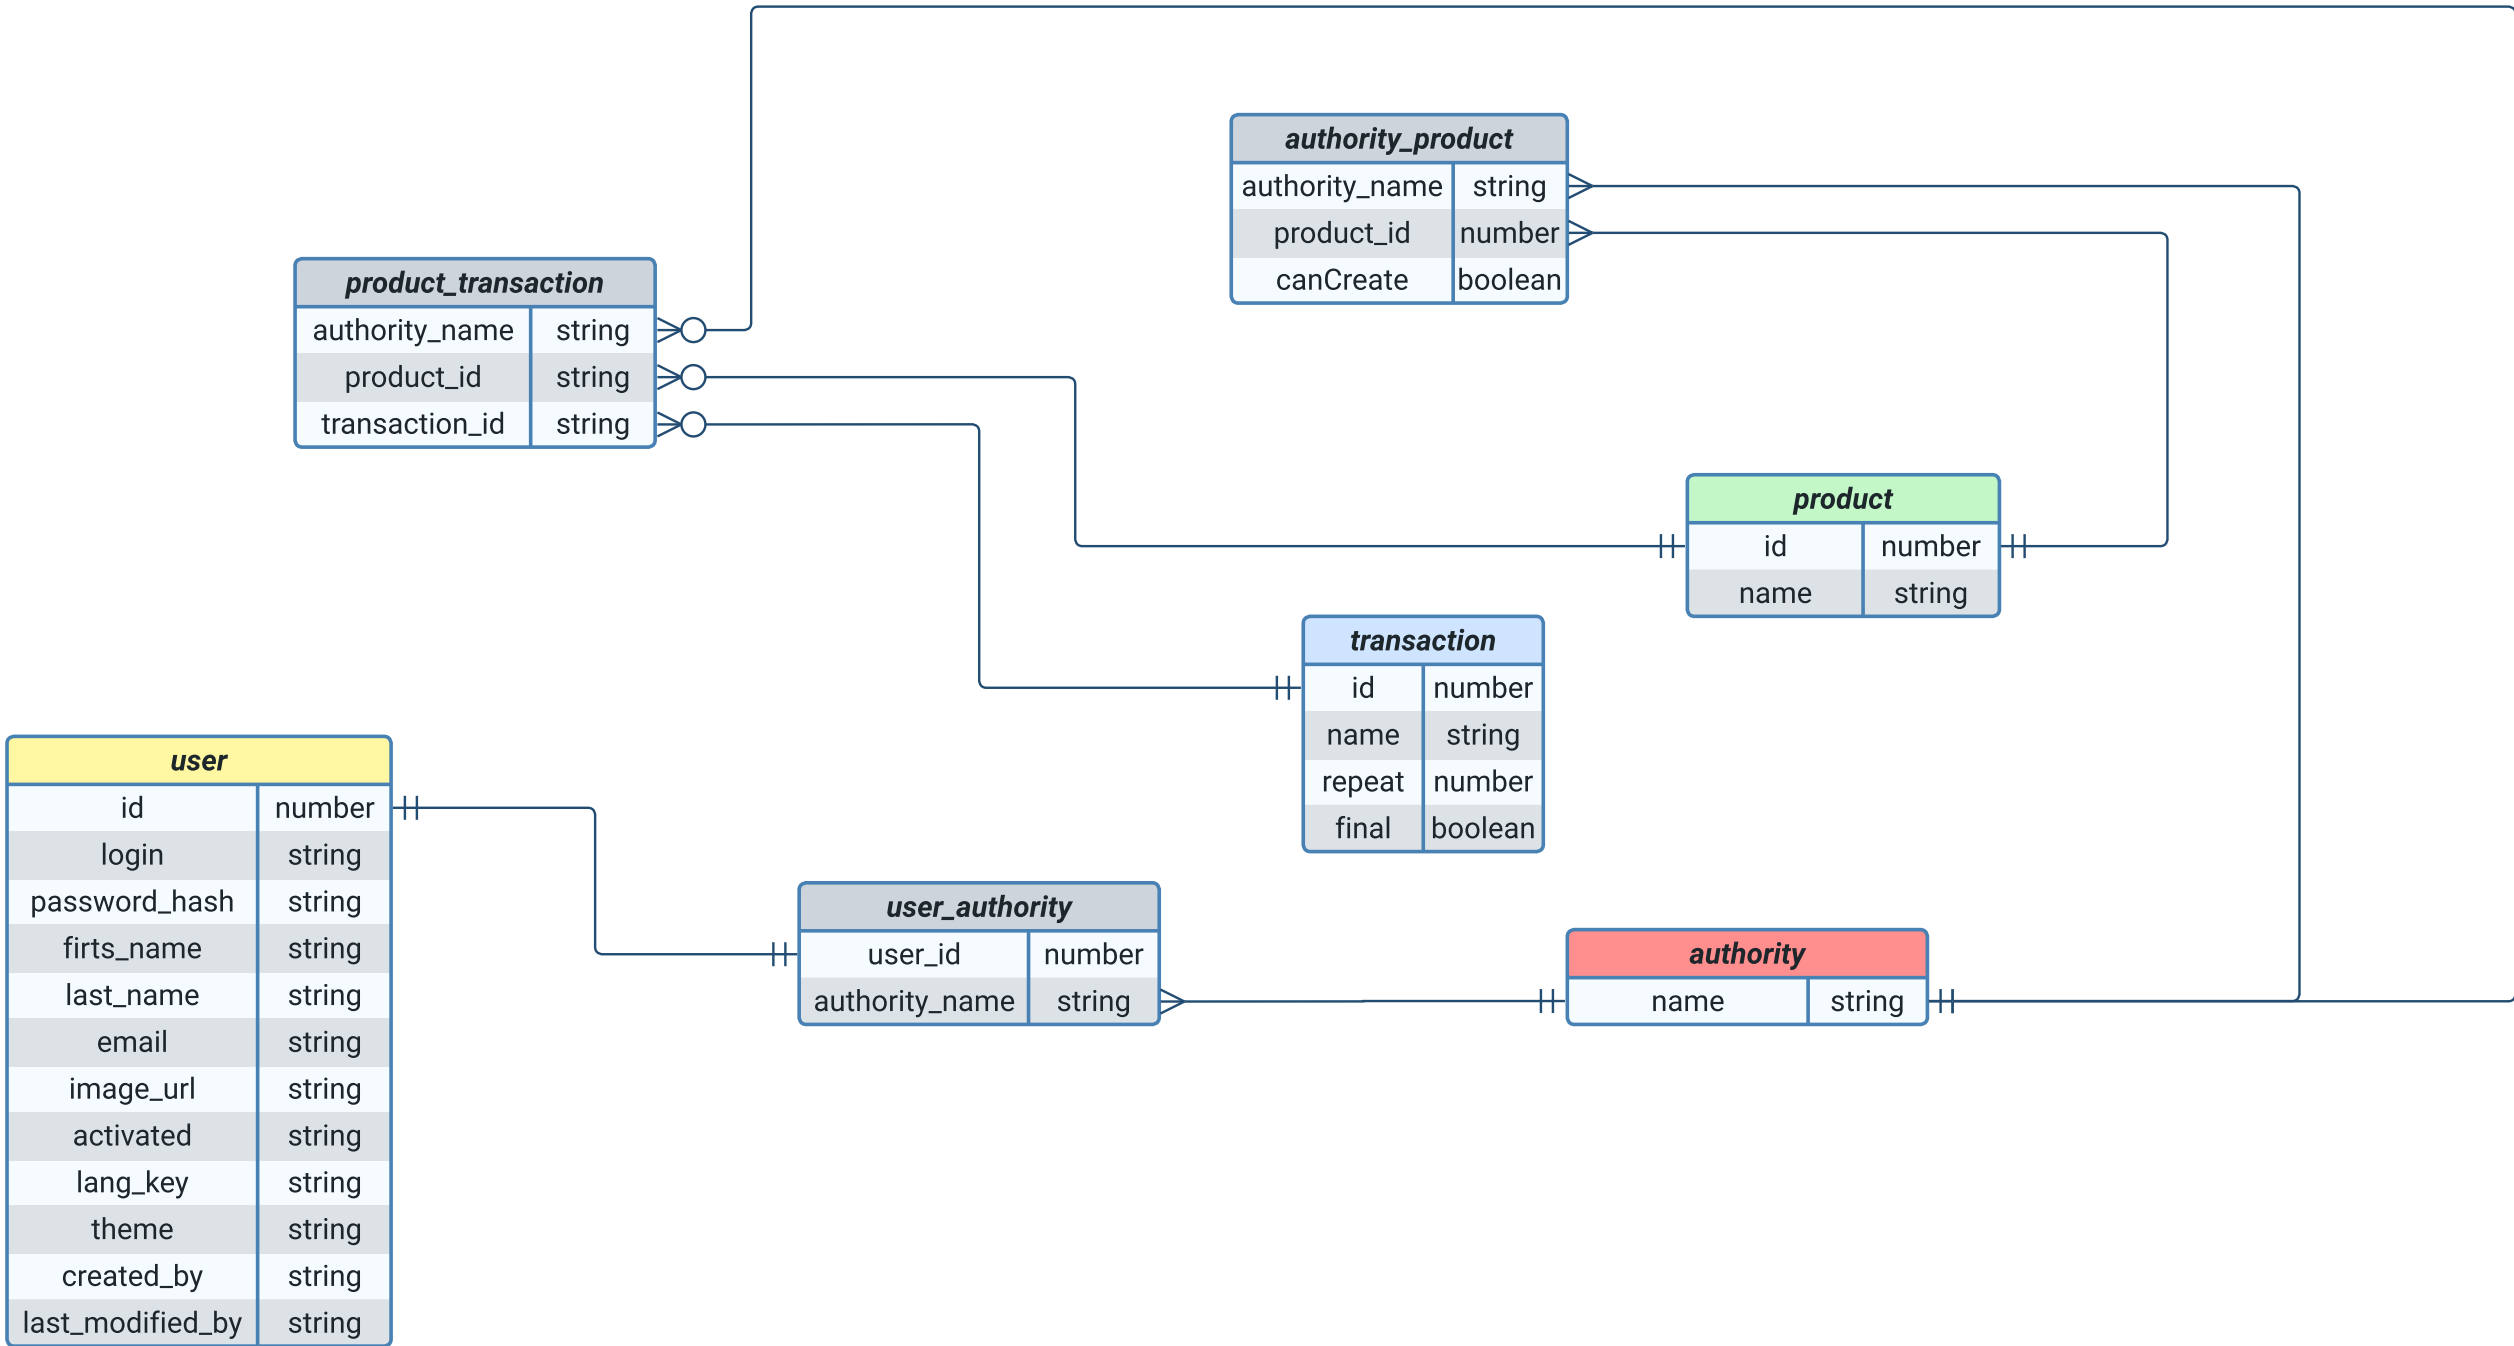 authority_product
authority_name string
product_id number
canCreate boolean
product_transaction
authority_name string
product_id string
transaction_id string
product
id number
name string
transaction
id number
name string
repeat number
final boolean
user
id number
login string
password_hash string
firts_name string
last_name string
email string
image_url string
activated string
lang_key string
theme string
created_by string
last_modified_by string
user_authority
user_id number
authority_name string
authority
name string